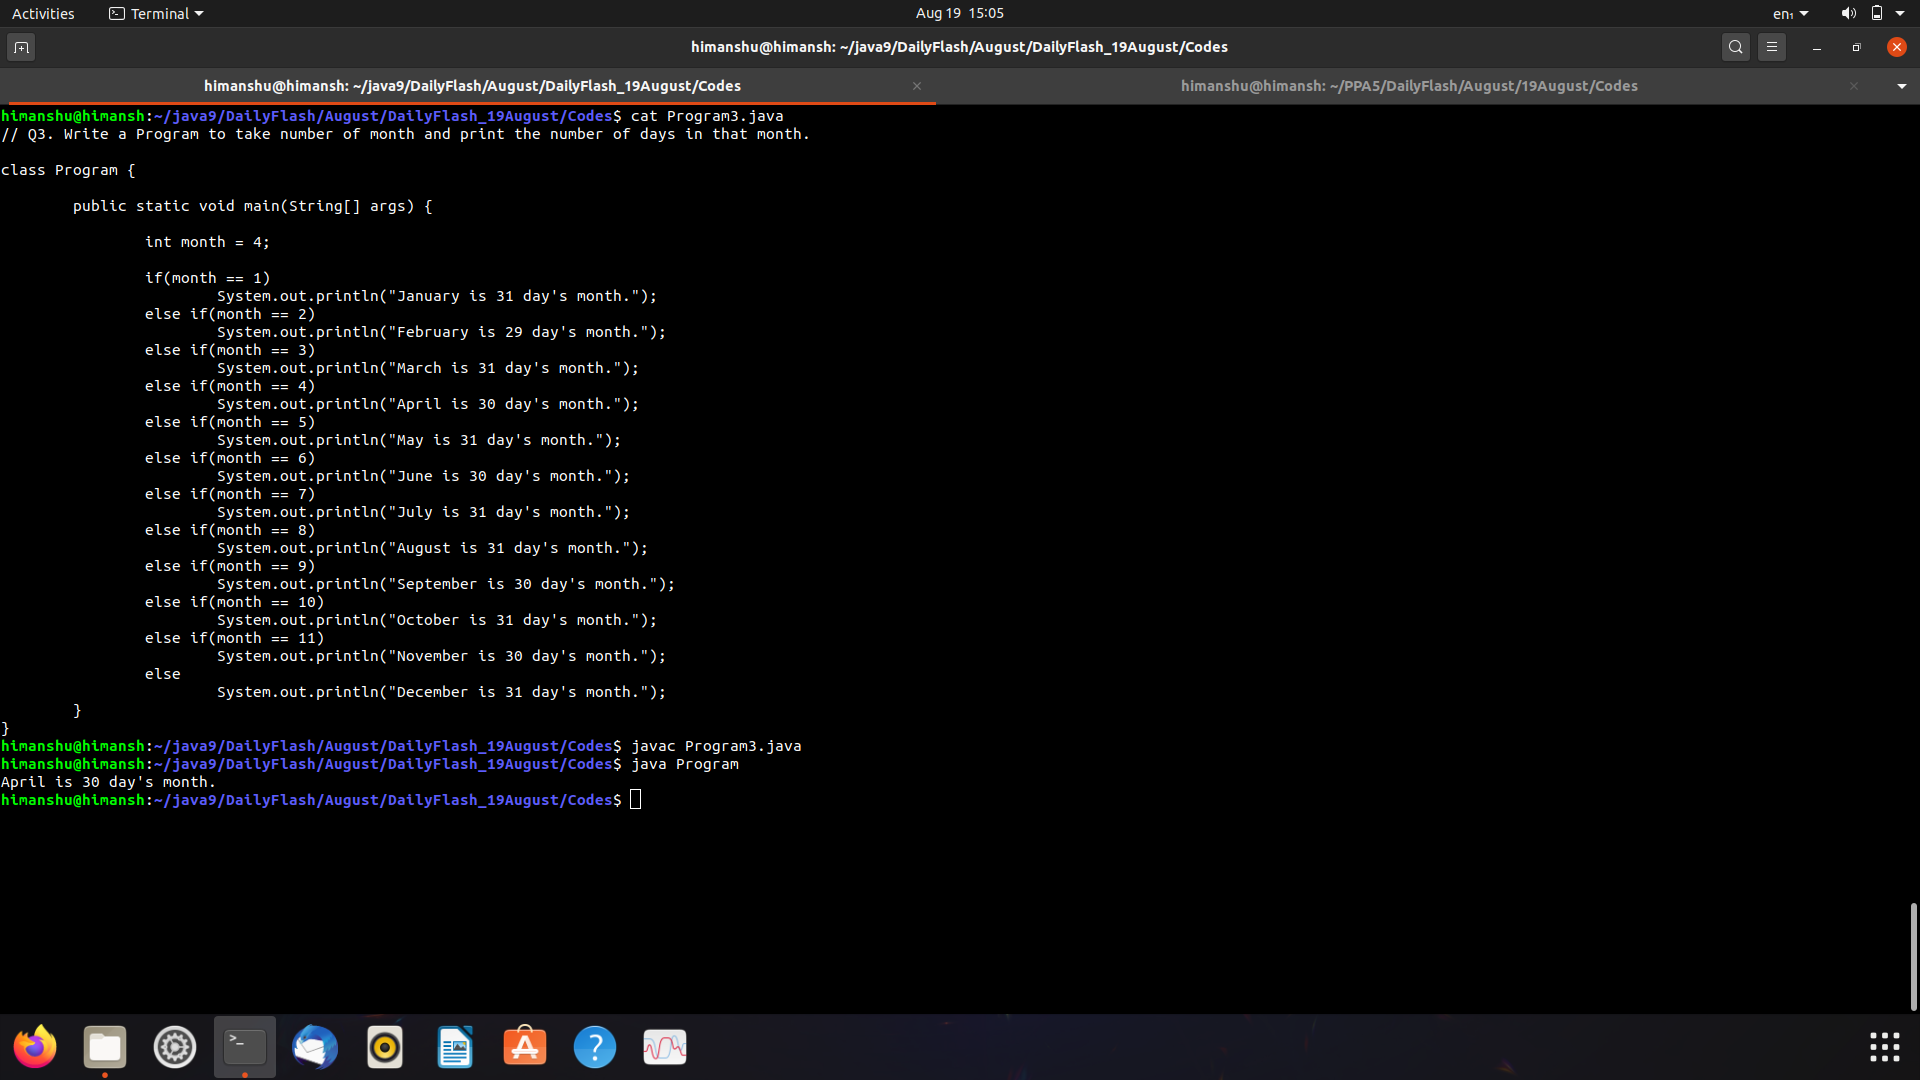 Activities Terminal Aug 19 15:05 en₁
himanshu@himansh: ~/java9/DailyFlash/August/DailyFlash_19August/Codes
himanshu@himansh: ~/java9/DailyFlash/August/DailyFlash_19August/Codes × himanshu@himansh: ~/PPA5/DailyFlash/August/19August/Codes ×
himanshu@himansh:~/java9/DailyFlash/August/DailyFlash_19August/Codes$ cat Program3.java
// Q3. Write a Program to take number of month and print the number of days in that month.
class Program {
public static void main(String[] args) {
int month = 4;
if(month == 1)
System.out.println("January is 31 day's month.");
else if(month == 2)
System.out.println("February is 29 day's month.");
else if(month == 3)
System.out.println("March is 31 day's month.");
else if(month == 4)
System.out.println("April is 30 day's month.");
else if(month == 5)
System.out.println("May is 31 day's month.");
else if(month == 6)
System.out.println("June is 30 day's month.");
else if(month == 7)
System.out.println("July is 31 day's month.");
else if(month == 8)
System.out.println("August is 31 day's month.");
else if(month == 9)
System.out.println("September is 30 day's month.");
else if(month == 10)
System.out.println("October is 31 day's month.");
else if(month == 11)
System.out.println("November is 30 day's month.");
else
System.out.println("December is 31 day's month.");
}
}
himanshu@himansh:~/java9/DailyFlash/August/DailyFlash_19August/Codes$ javac Program3.java
himanshu@himansh:~/java9/DailyFlash/August/DailyFlash_19August/Codes$ java Program
April is 30 day's month.
himanshu@himansh:~/java9/DailyFlash/August/DailyFlash_19August/Codes$